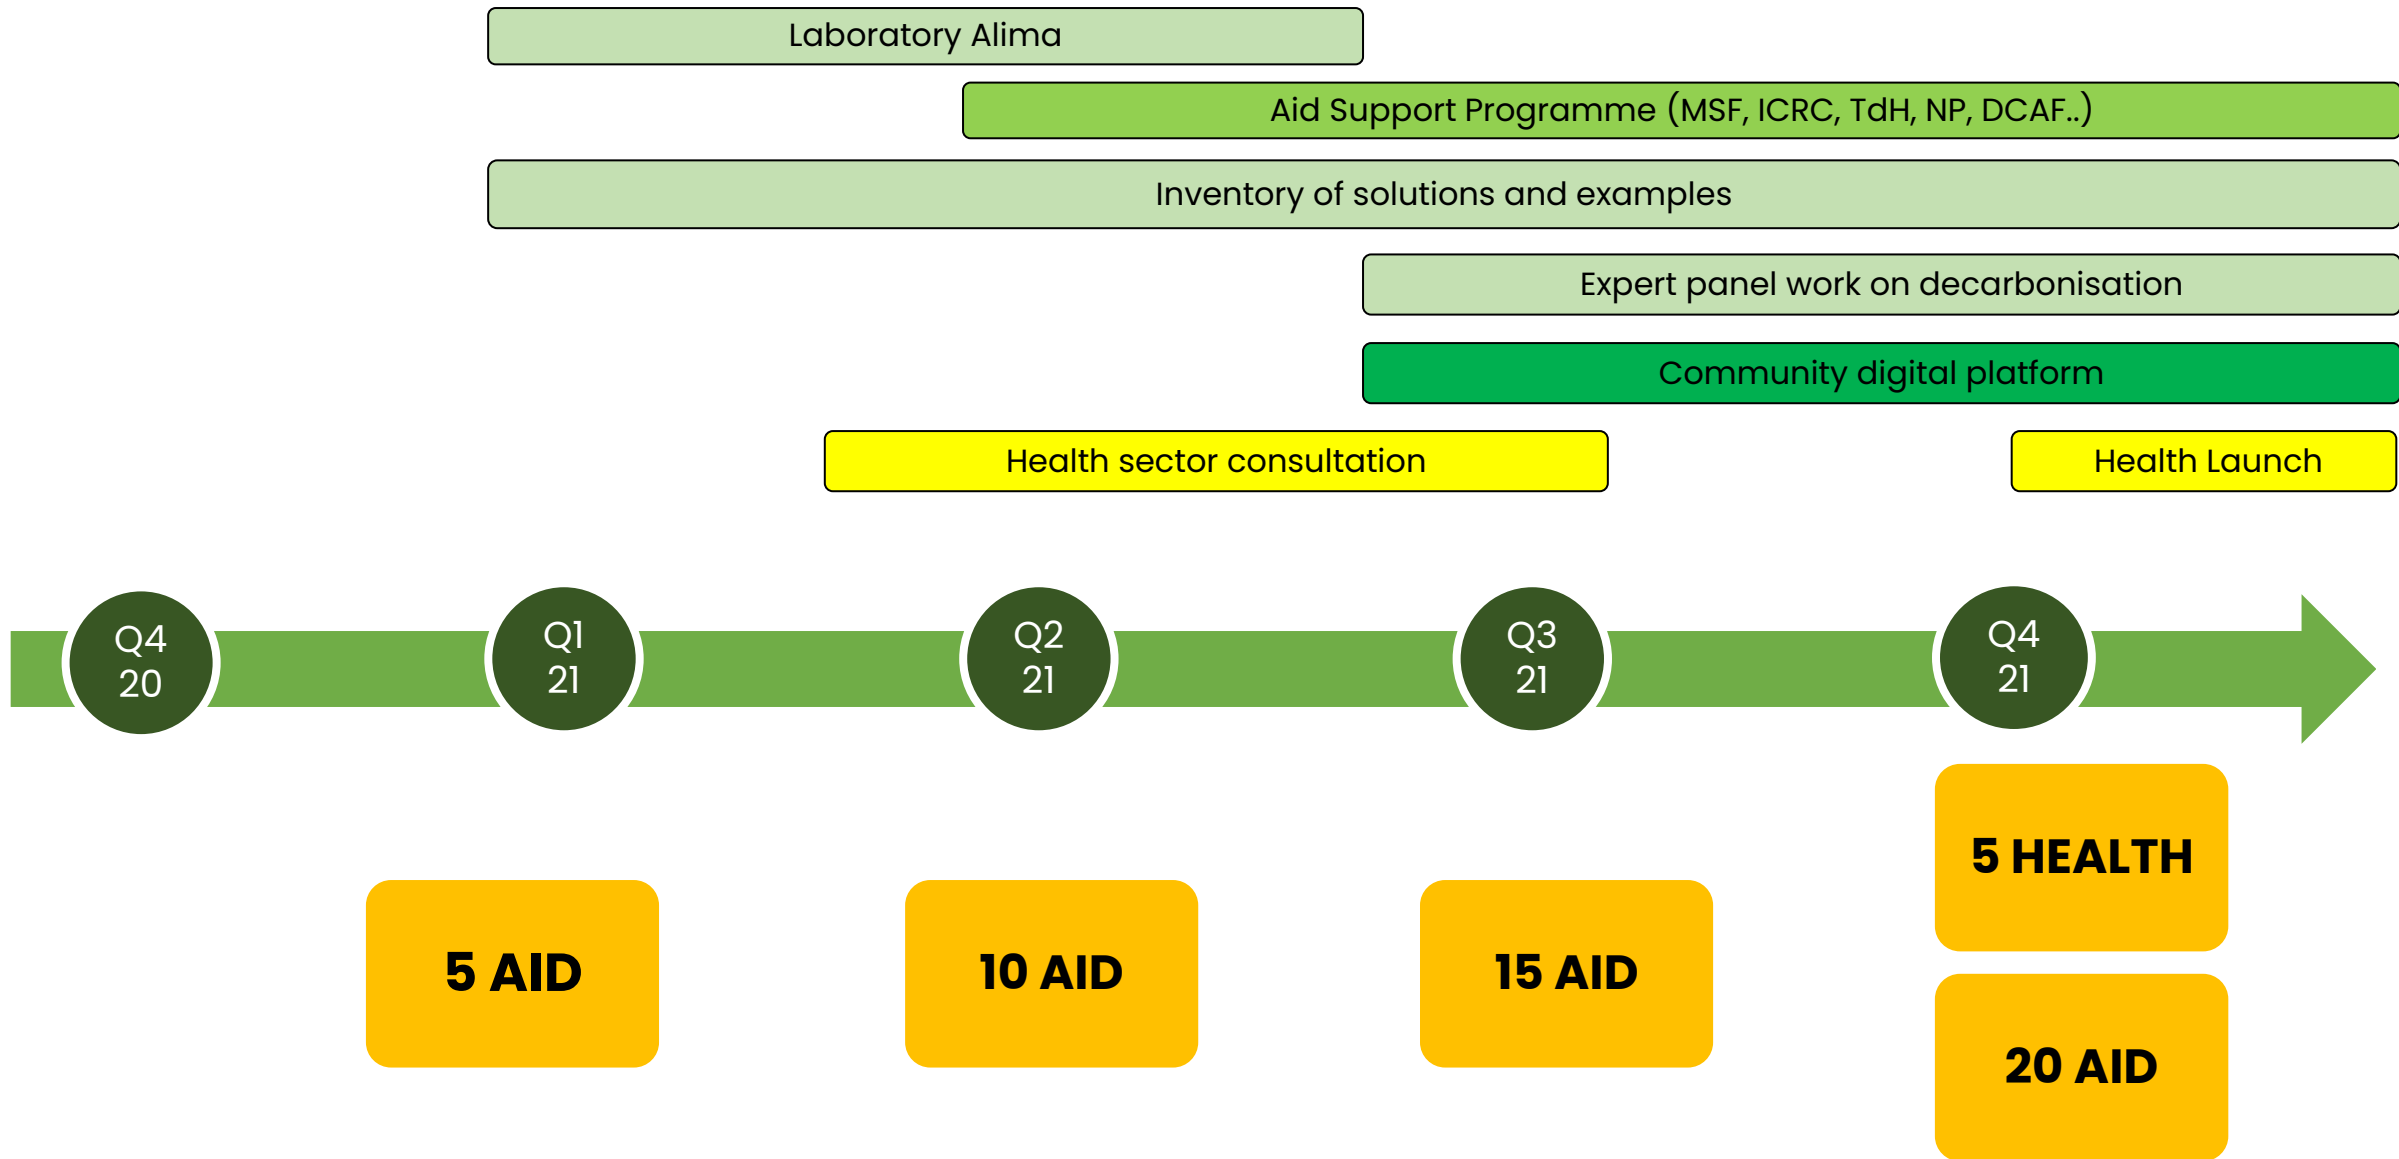 Laboratory Alima
Aid Support Programme (MSF, ICRC, TdH, NP, DCAF..)
Inventory of solutions and examples
Expert panel work on decarbonisation
Community digital platform
Health sector consultation
Health Launch
Q4
20
Q1
21
Q2
21
Q3
21
Q4
21
5 AID
10 AID
15 AID
5 HEALTH
20 AID